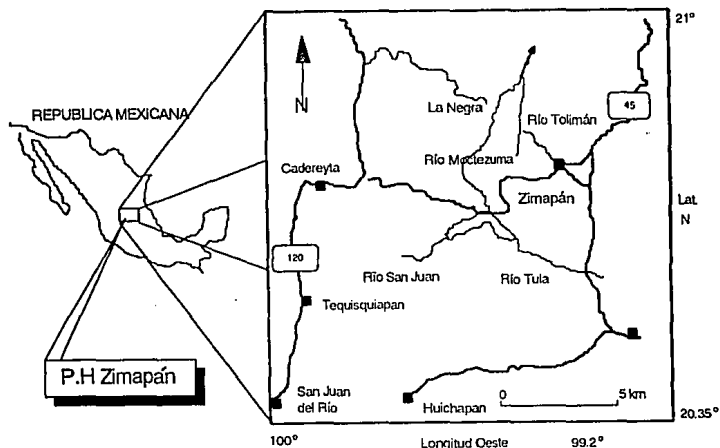 21°
N
La Negra
45
REPUBLICA MEXICANA
Río Tolimán
Río Moctezuma
Cadereyta
Zimapán
Lat.
N
120
Río San Juan
Río Tula
Tequisquiapan
P.H Zimapán
0 5 km
San Juan
del Río
Huichapan
20.35°
100° Longitud Oeste 99.2°